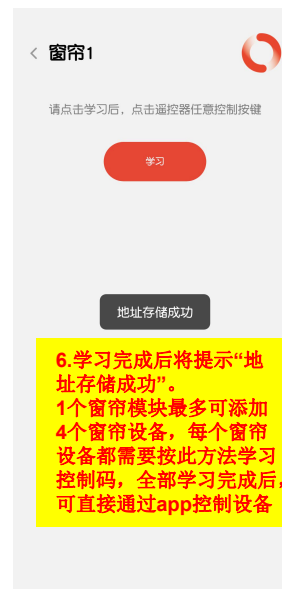 窗帘1
请点击学习后，点击遥控器任意控制按键
学习
地址存储成功
6.学习完成后将提示“地
址存储成功”。
1个窗帘模块最多可添加
4个窗帘设备，每个窗帘
设备都需要按此方法学习
控制码，全部学习完成后，
可直接通过app控制设备